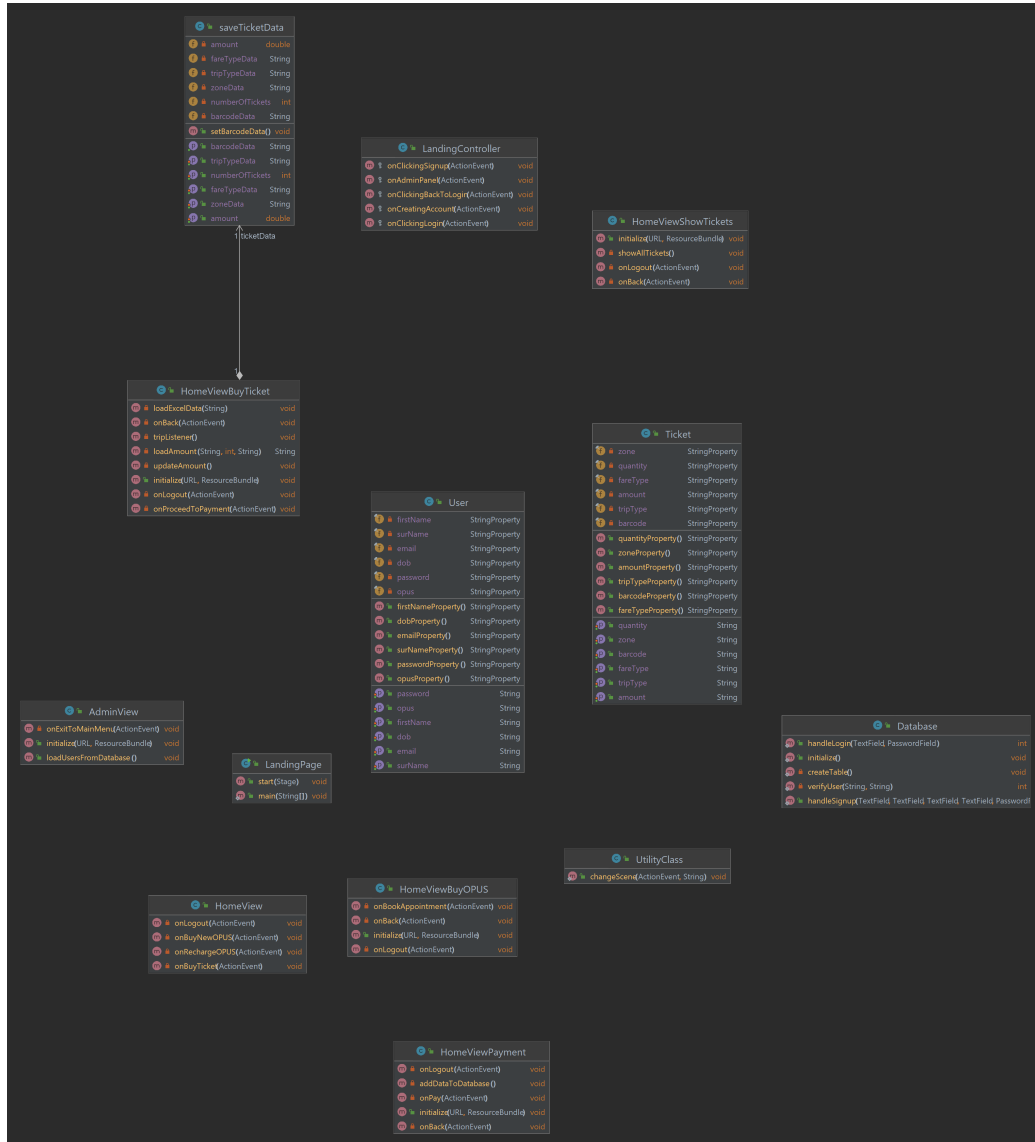 saveTicketData
amount double
fareTypeData String
tripTypeData String
zoneData String
numberOfTickets int
barcodeData String
setBarcodeData() void
barcodeData String
tripTypeData String
numberOfTickets int
fareTypeData String
zoneData String
amount double
1 ticketData
1
LandingController
onClickingSignup(ActionEvent) void
onAdminPanel(ActionEvent) void
onClickingBackToLogin(ActionEvent) void
onCreatingAccount(ActionEvent) void
onClickingLogin(ActionEvent) void
HomeViewShowTickets
initialize(URL, ResourceBundle) void
showAllTickets() void
onLogout(ActionEvent) void
onBack(ActionEvent) void
HomeViewBuyTicket
loadExcelData(String) void
onBack(ActionEvent) void
tripListener() void
loadAmount(String, int, String) String
updateAmount() void
initialize(URL, ResourceBundle) void
onLogout(ActionEvent) void
onProceedToPayment(ActionEvent) void
Ticket
zone StringProperty
quantity StringProperty
fareType StringProperty
amount StringProperty
tripType StringProperty
barcode StringProperty
quantityProperty() StringProperty
zoneProperty() StringProperty
amountProperty() StringProperty
tripTypeProperty() StringProperty
barcodeProperty() StringProperty
fareTypeProperty() StringProperty
quantity String
zone String
barcode String
fareType String
tripType String
amount String
User
firstName StringProperty
surName StringProperty
email StringProperty
dob StringProperty
password StringProperty
opus StringProperty
firstNameProperty() StringProperty
dobProperty() StringProperty
emailProperty() StringProperty
surNameProperty() StringProperty
passwordProperty() StringProperty
opusProperty() StringProperty
password String
opus String
firstName String
dob String
email String
surName String
AdminView
onExitToMainMenu(ActionEvent) void
initialize(URL, ResourceBundle) void
loadUsersFromDatabase() void
LandingPage
start(Stage) void
main(String[]) void
Database
handleLogin(TextField, PasswordField) int
initialize() void
createTable() void
verifyUser(String, String) int
handleSignup(TextField, TextField, TextField, TextField, Password
UtilityClass
changeScene(ActionEvent, String) void
HomeView
onLogout(ActionEvent) void
onBuyNewOPUS(ActionEvent) void
onRechargeOPUS(ActionEvent) void
onBuyTicket(ActionEvent) void
HomeViewBuyOPUS
onBookAppointment(ActionEvent) void
onBack(ActionEvent) void
initialize(URL, ResourceBundle) void
onLogout(ActionEvent) void
HomeViewPayment
onLogout(ActionEvent) void
addDataToDatabase() void
onPay(ActionEvent) void
initialize(URL, ResourceBundle) void
onBack(ActionEvent) void